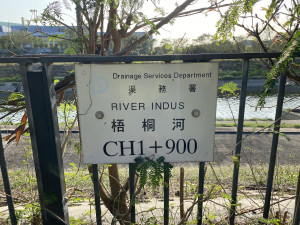 Drainage Services Department
渠務署
RIVER INDUS
梧桐河
CH1+900